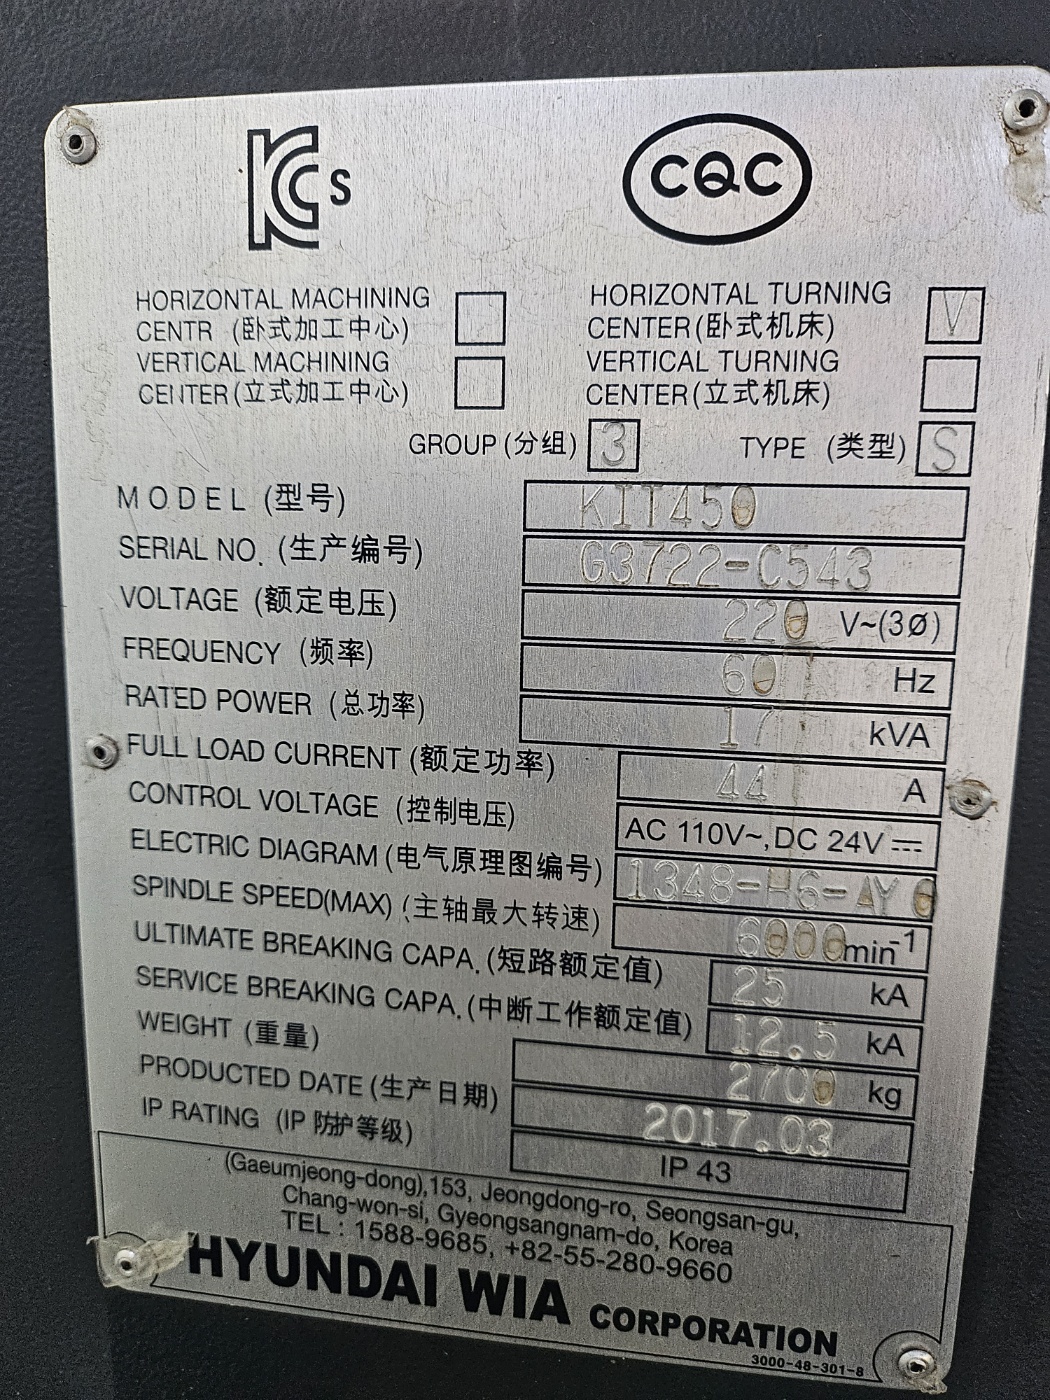 KCs
CQC
HORIZONTAL MACHINING
CENTR (卧式加工中心)
VERTICAL MACHINING
CENTER (立式加工中心)
HORIZONTAL TURNING
CENTER (卧式机床) V
VERTICAL TURNING
CENTER (立式机床)
GROUP (分组) 3 TYPE (类型) S
MODEL (型号) KIT450
SERIAL NO. (生产编号) G3722-C543
VOLTAGE (额定电压) 220 V~(3Ø)
FREQUENCY (频率) 60 Hz
RATED POWER (总功率) 17 kVA
FULL LOAD CURRENT (额定功率) 44 A
CONTROL VOLTAGE (控制电压) AC 110V~, DC 24V ⎓
ELECTRIC DIAGRAM (电气原理图编号) 1348-H6-AY0
SPINDLE SPEED(MAX) (主轴最大转速) 6000 min-1
ULTIMATE BREAKING CAPA. (短路额定值) 25 kA
SERVICE BREAKING CAPA. (中断工作额定值) 12.5 kA
WEIGHT (重量) 2700 kg
PRODUCTED DATE (生产日期) 2017.03
IP RATING (IP 防护等级) IP 43
(Gaeumjeong-dong),153, Jeongdong-ro, Seongsan-gu,
Chang-won-si, Gyeongsangnam-do, Korea
TEL : 1588-9685, +82-55-280-9660
HYUNDAI WIA CORPORATION
3000-48-301-8